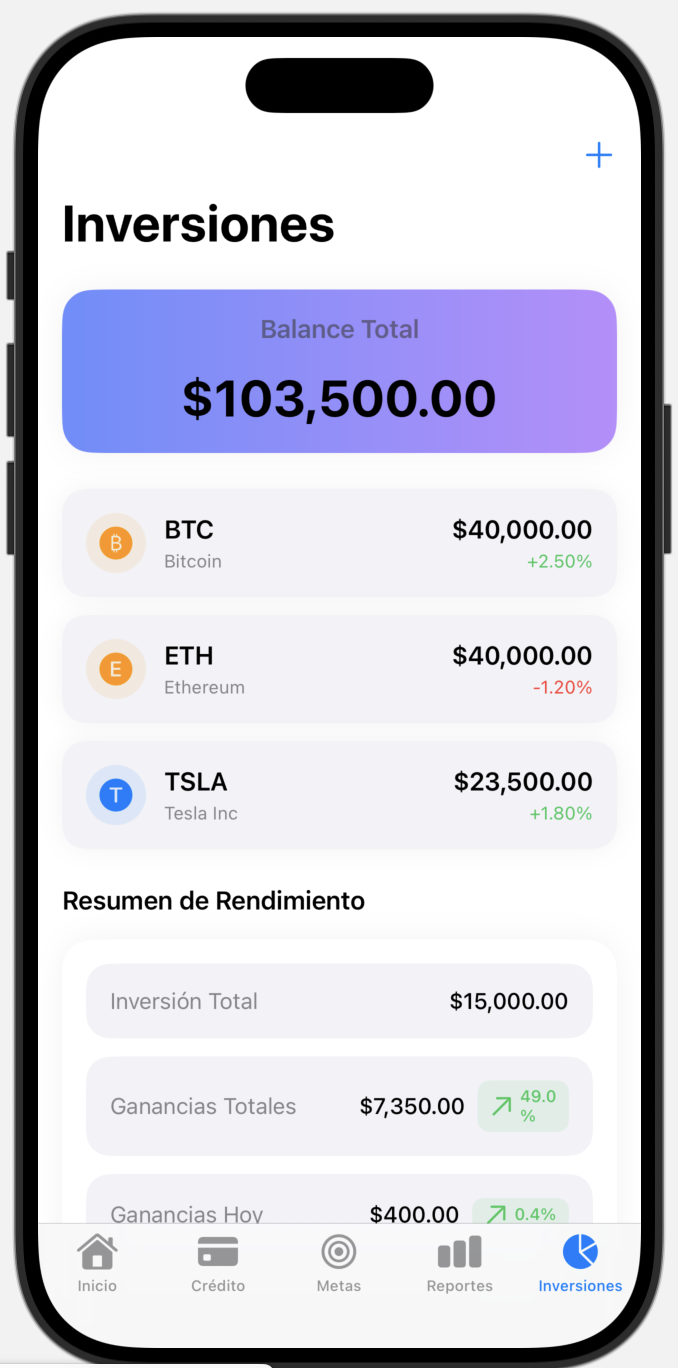 Inversiones
Balance Total
$103,500.00
BTC
$40,000.00
Bitcoin
+2.50%
E
ETH
$40,000.00
Ethereum
-1.20%
T
TSLA
$23,500.00
Tesla Inc
+1.80%
Resumen de Rendimiento
Inversión Total
$15,000.00
Ganancias Totales
$7,350.00
49.0
%
Ganancias Hoy
$400.00
0.4%
Inicio
Crédito
Metas
Reportes
Inversiones